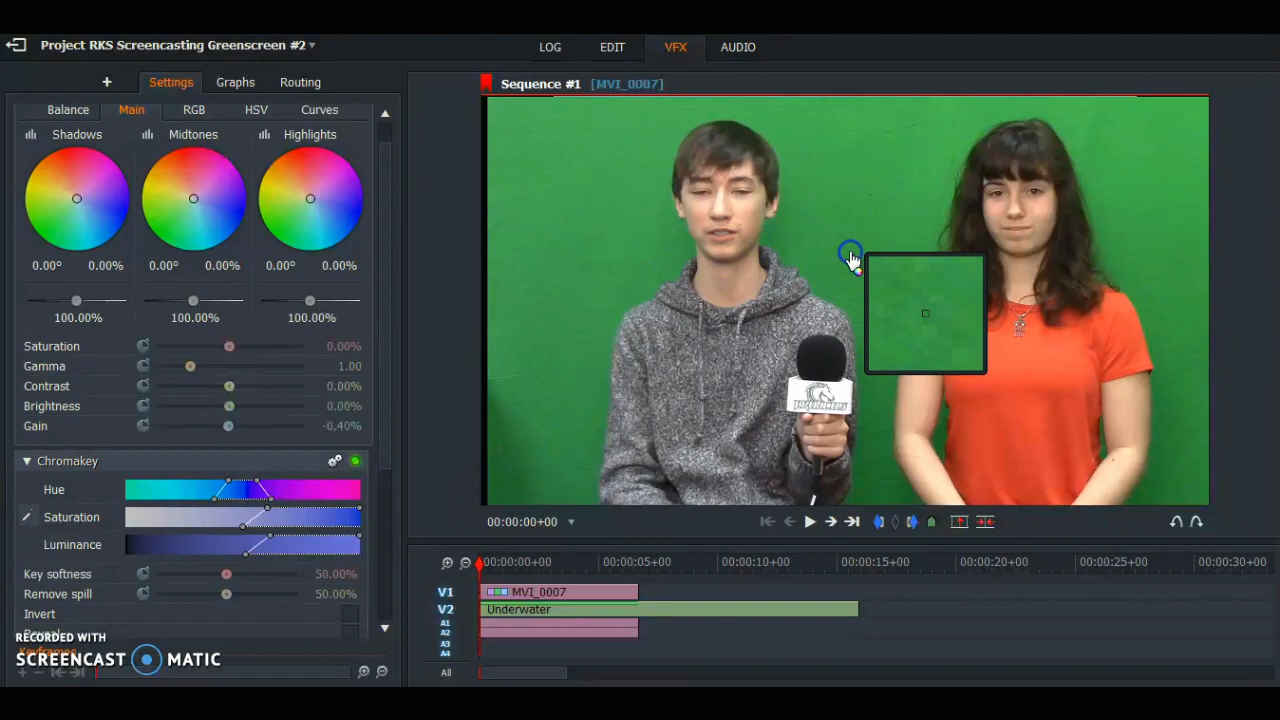 Project RKS Screencasting Greenscreen #2
LOG EDIT VFX AUDIO
+ Settings Graphs Routing
Sequence #1 [MVI_0007]
Balance Main RGB HSV Curves
Shadows Midtones Highlights
0.00° 0.00% 0.00° 0.00% 0.00° 0.00%
100.00% 100.00% 100.00%
Saturation 0.00%
Gamma 1.00
Contrast 0.00%
Brightness 0.00%
Gain -0.40%
Chromakey
Hue
Saturation
Luminance
Key softness 50.00%
Remove spill 50.00%
Invert
Reveal
Keyframes
RECORDED WITH
SCREENCAST MATIC
BRONCOS
00:00:00+00
00:00:00+00 00:00:05+00 00:00:10+00 00:00:15+00 00:00:20+00 00:00:25+00 00:00:30+00
V1 MVI_0007
V2 Underwater
A1
A2
A3
A4
All